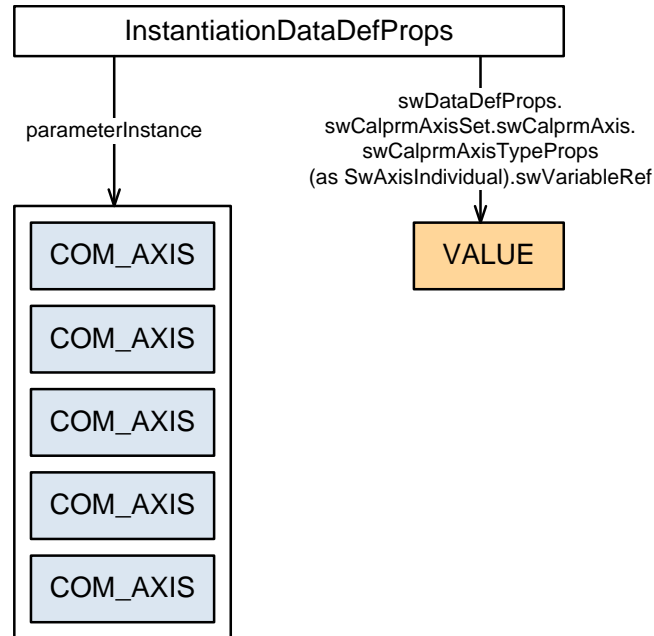 InstantiationDataDefProps
parameterInstance
swDataDefProps.
swCalprmAxisSet.swCalprmAxis.
swCalprmAxisTypeProps
(as SwAxisIndividual).swVariableRef
COM_AXIS
VALUE
COM_AXIS
COM_AXIS
COM_AXIS
COM_AXIS